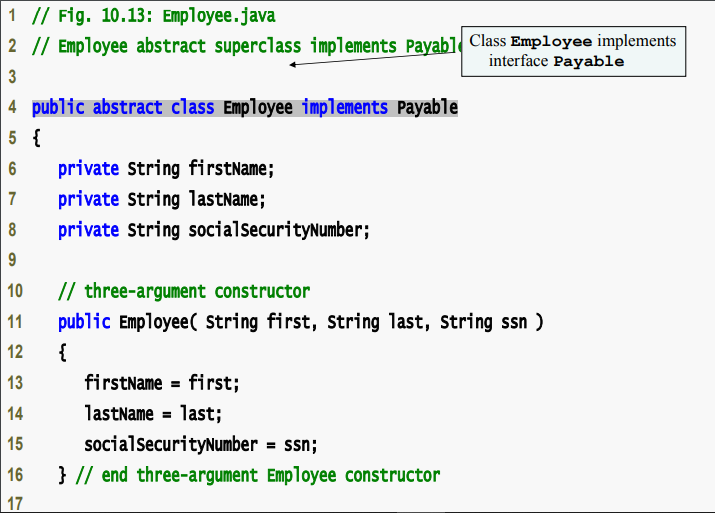 1 // Fig. 10.13: Employee.java
2 // Employee abstract superclass implements
Class Employee implements
interface Payable
3
4 public abstract class Employee implements Payable
5 {
6 private String firstName;
7 private String lastName;
8 private String socialSecurityNumber;
9
10 // three-argument constructor
11 public Employee( String first, String last, String ssn )
12 {
13 firstName = first;
14 lastName = last;
15 socialSecurityNumber = ssn;
16 } // end three-argument Employee constructor
17